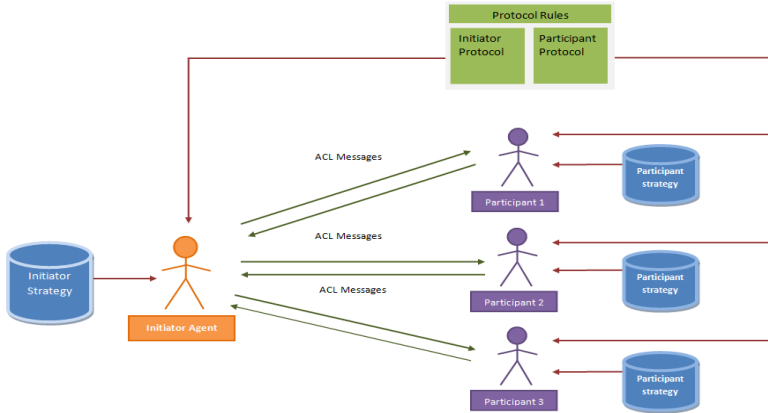 Protocol Rules
Initiator
Protocol
Participant
Protocol
ACL Messages
Participant
strategy
Participant 1
ACL Messages
Initiator
Strategy
Participant
strategy
ACL Messages
Participant 2
Initiator Agent
Participant
strategy
Participant 3